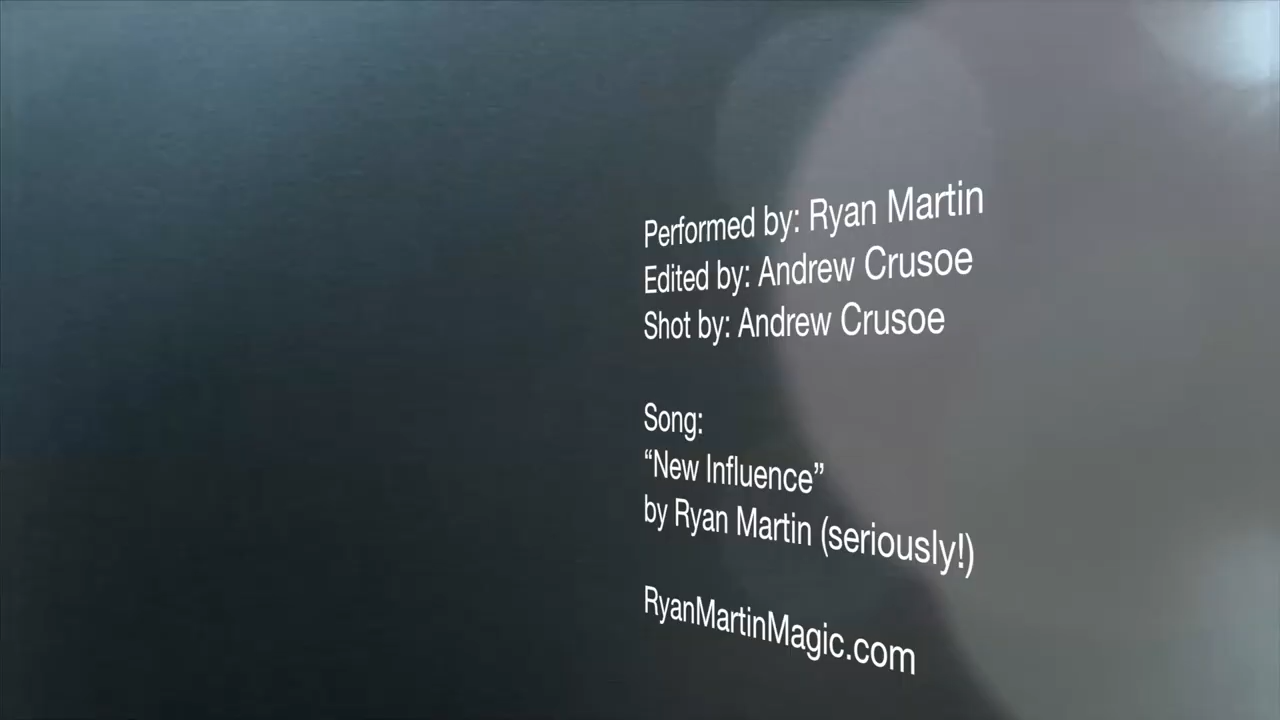 Performed by: Ryan Martin
Edited by: Andrew Crusoe
Shot by: Andrew Crusoe
Song:
“New Influence”
by Ryan Martin (seriously!)
RyanMartinMagic.com